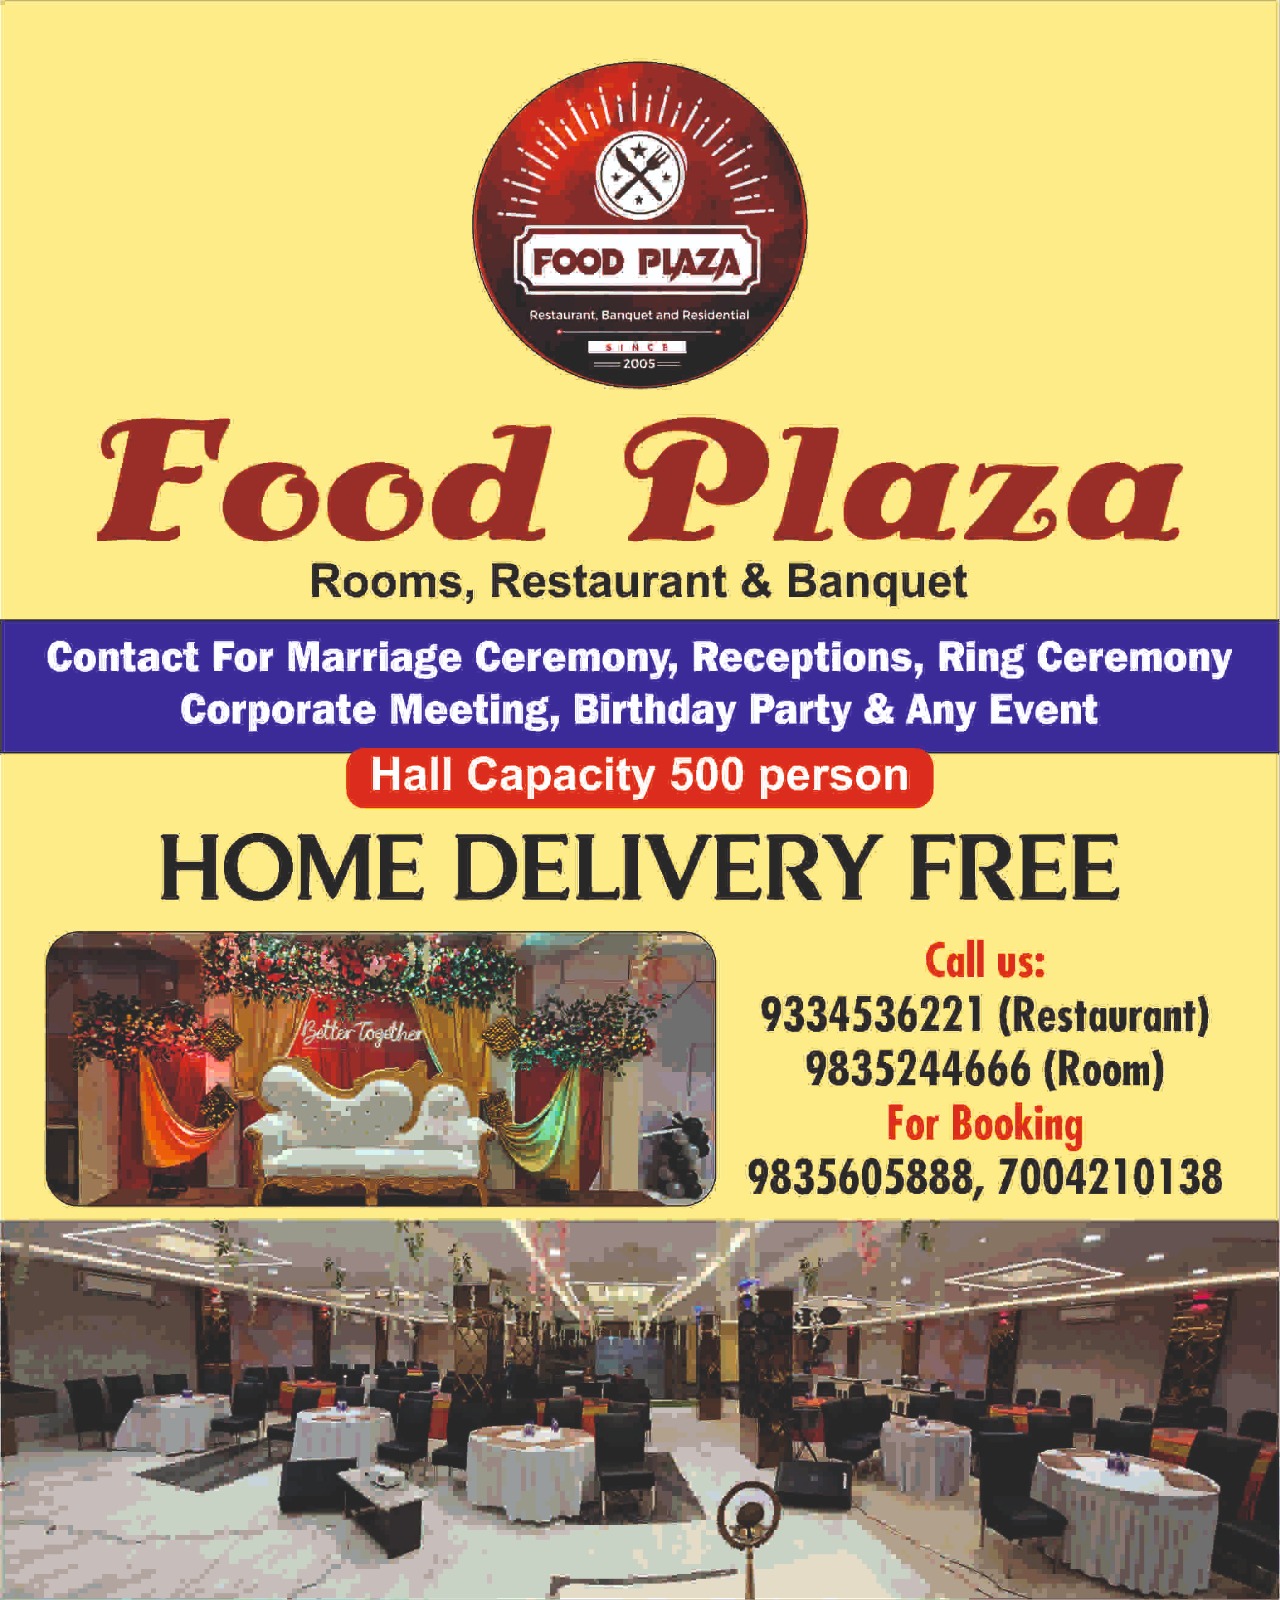 FOOD PLAZA
Restaurant, Banquet and Residential
SINCE
2005
Food Plaza
Rooms, Restaurant & Banquet
Contact For Marriage Ceremony, Receptions, Ring Ceremony
Corporate Meeting, Birthday Party & Any Event
Hall Capacity 500 person
HOME DELIVERY FREE
Better Together
Call us:
9334536221 (Restaurant)
9835244666 (Room)
For Booking
9835605888, 7004210138